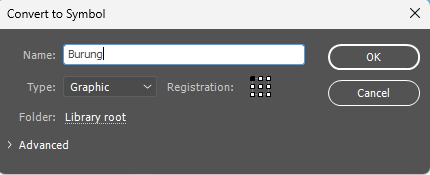 Convert to Symbol
Name: Burung
OK
Type: Graphic Registration:
Cancel
Folder: Library root
Advanced